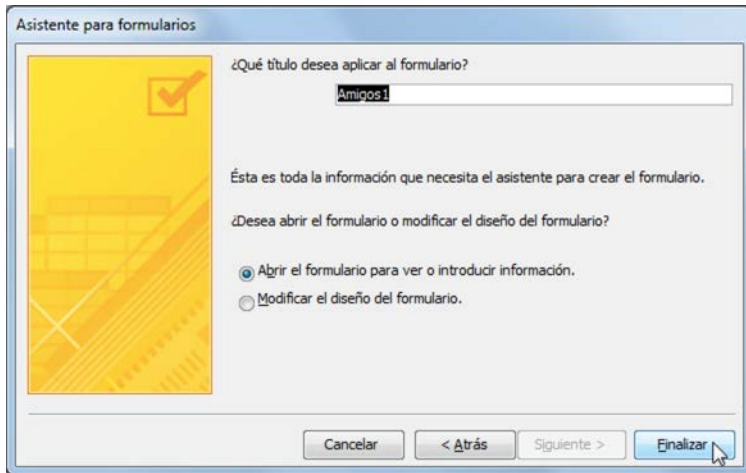 Asistente para formularios
¿Qué título desea aplicar al formulario?
Amigos1
Ésta es toda la información que necesita el asistente para crear el formulario.
¿Desea abrir el formulario o modificar el diseño del formulario?
Abrir el formulario para ver o introducir información.
Modificar el diseño del formulario.
Cancelar < Atrás Siguiente > Finalizar